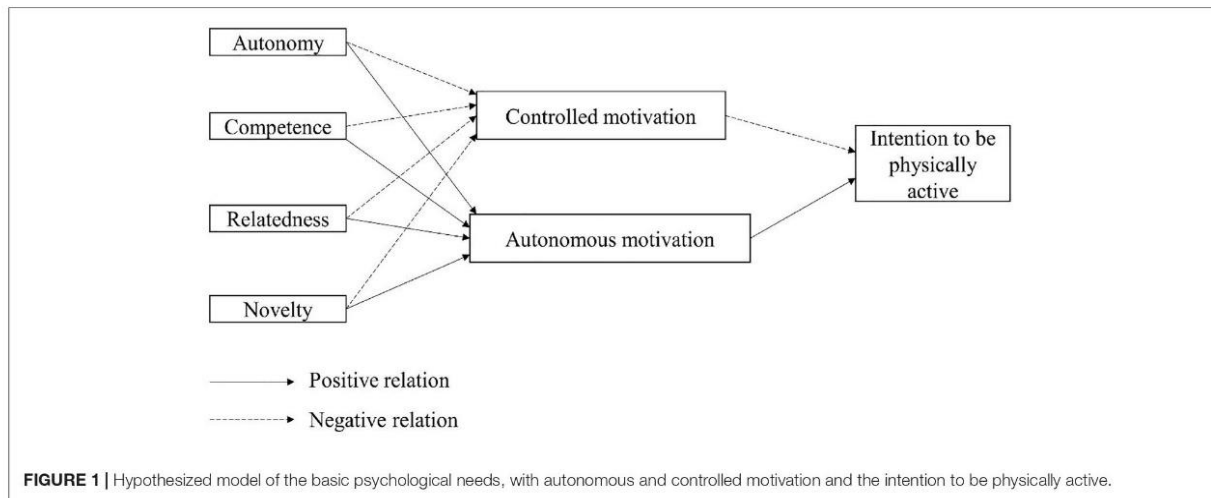 Autonomy
Competence
Relatedness
Novelty
Controlled motivation
Autonomous motivation
Intention to be
physically
active
Positive relation
Negative relation
FIGURE 1 | Hypothesized model of the basic psychological needs, with autonomous and controlled motivation and the intention to be physically active.